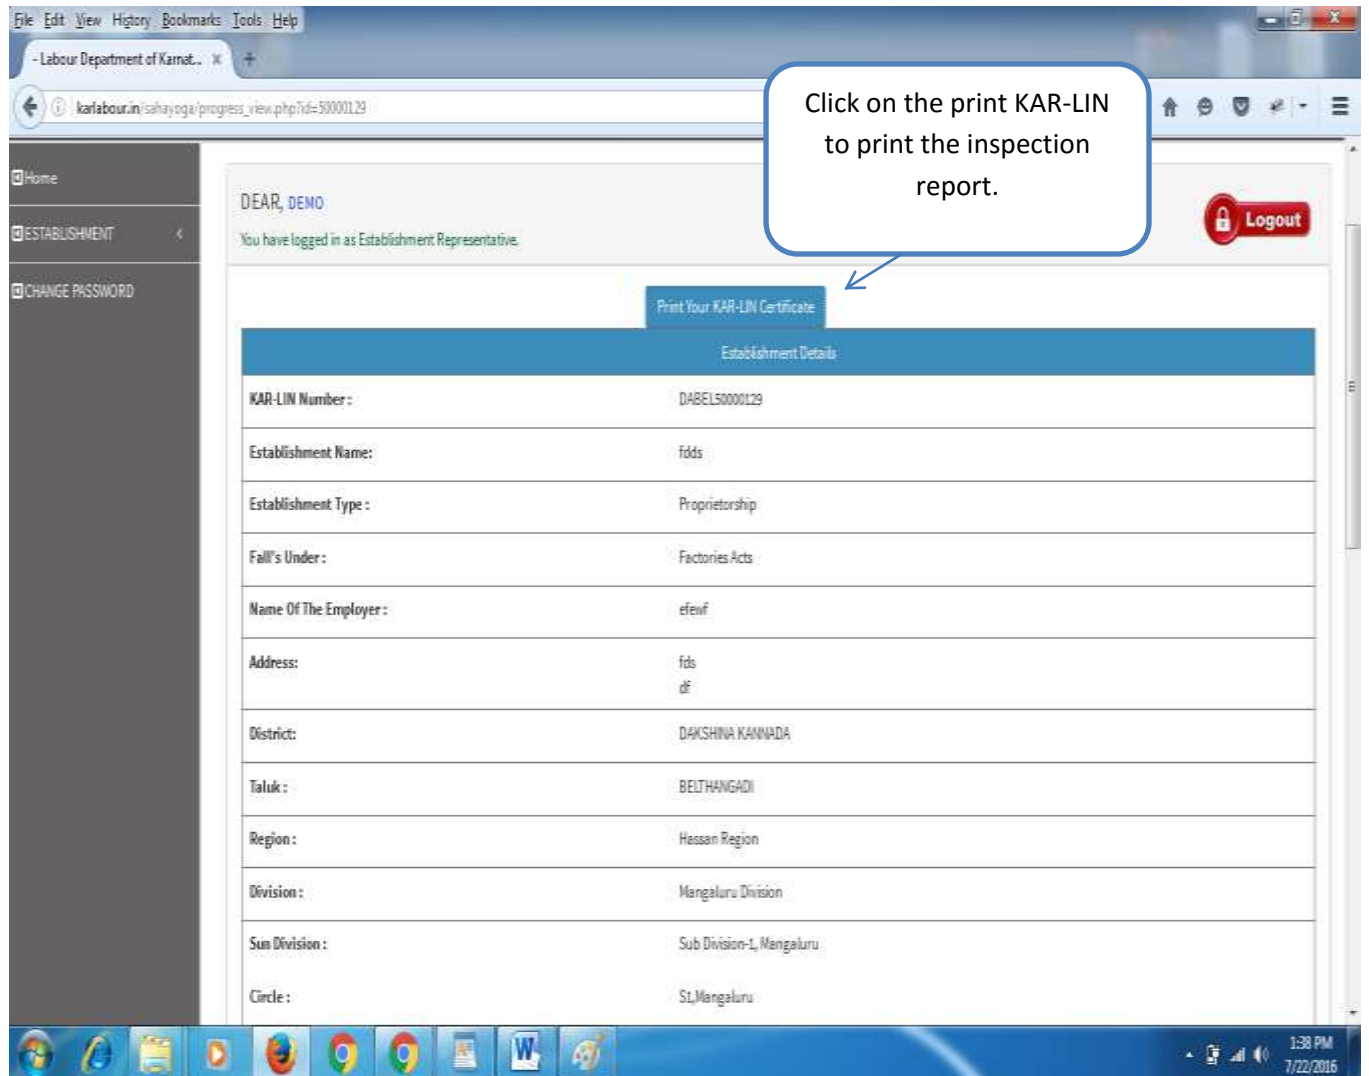 File Edit View History Bookmarks Tools Help
- Labour Department of Karnat... × +
karlabour.in/sahayoga/progress_view.php?id=50000129
Click on the print KAR-LIN
to print the inspection
report.
Home
ESTABLISHMENT <
CHANGE PASSWORD
DEAR, DEMO
You have logged in as Establishment Representative.
Logout
Print Your KAR-LIN Certificate
Establishment Details
KAR-LIN Number : DABEL50000129
Establishment Name: fdds
Establishment Type : Proprietorship
Fall's Under : Factories Acts
Name Of The Employer : efewf
Address: fds
df
District: DAKSHINA KANNADA
Taluk : BELTHANGADI
Region : Hassan Region
Division : Mangaluru Division
Sun Division : Sub Division-1, Mangaluru
Circle : S1,Mangaluru
1:38 PM
7/22/2016